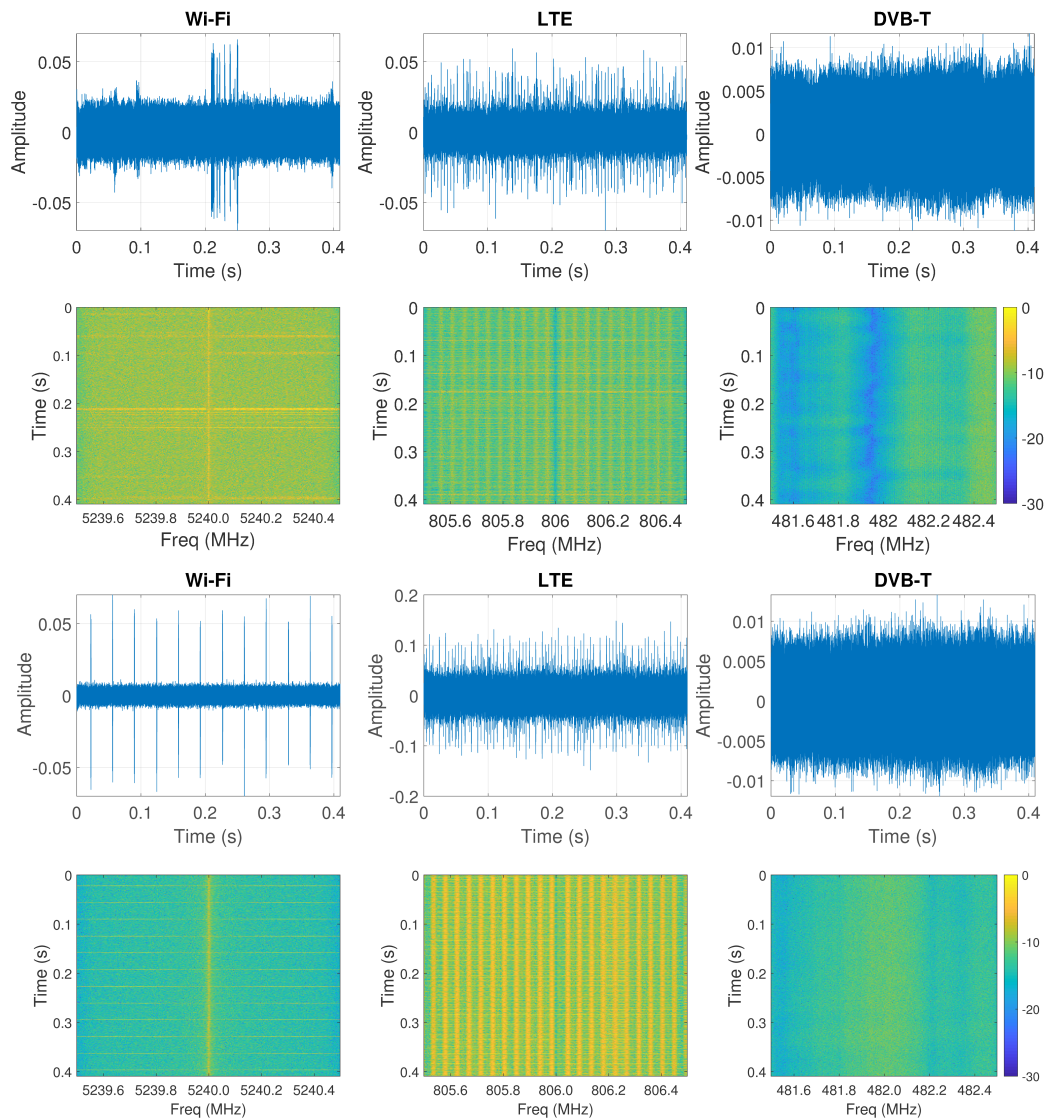 Wi-Fi LTE DVB-T
0.05 0.05 0.01
0.005
0 0 0
-0.005
-0.05 -0.05 -0.01
Amplitude Amplitude Amplitude
0 0.1 0.2 0.3 0.4 0 0.1 0.2 0.3 0.4 0 0.1 0.2 0.3 0.4
Time (s) Time (s) Time (s)
0 0 0 0
0.1 0.1 0.1 -10
0.2 0.2 0.2
0.3 0.3 0.3 -20
0.4 0.4 0.4 -30
Time (s) Time (s) Time (s)
5239.6 5239.8 5240.0 5240.2 5240.4 805.6 805.8 806 806.2 806.4 481.6 481.8 482 482.2 482.4
Freq (MHz) Freq (MHz) Freq (MHz)
Wi-Fi LTE DVB-T
0.2
0.05 0.1 0.01
0.005
0 0 0
-0.005
-0.05 -0.1 -0.01
-0.2
Amplitude Amplitude Amplitude
0 0.1 0.2 0.3 0.4 0 0.1 0.2 0.3 0.4 0 0.1 0.2 0.3 0.4
Time (s) Time (s) Time (s)
0 0 0 0
0.1 0.1 0.1 -10
0.2 0.2 0.2
0.3 0.3 0.3 -20
0.4 0.4 0.4 -30
Time (s) Time (s) Time (s)
5239.6 5239.8 5240.0 5240.2 5240.4 805.6 805.8 806.0 806.2 806.4 481.6 481.8 482.0 482.2 482.4
Freq (MHz) Freq (MHz) Freq (MHz)